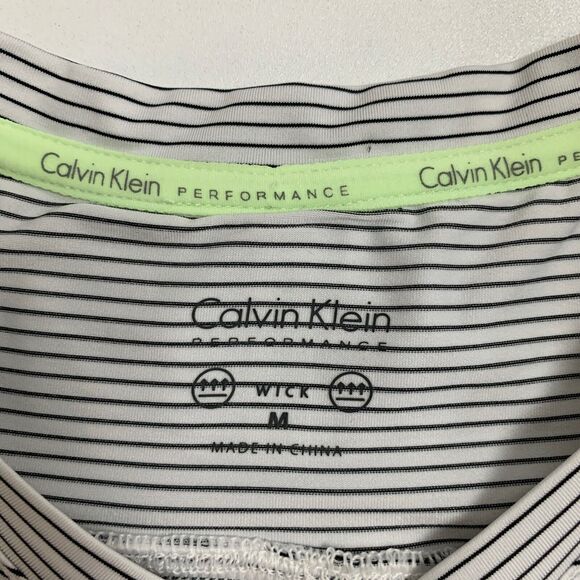 Calvin Klein PERFORMANCE Calvin Klein PE
Calvin Klein
PERFORMANCE
WICK
M
MADE IN CHINA